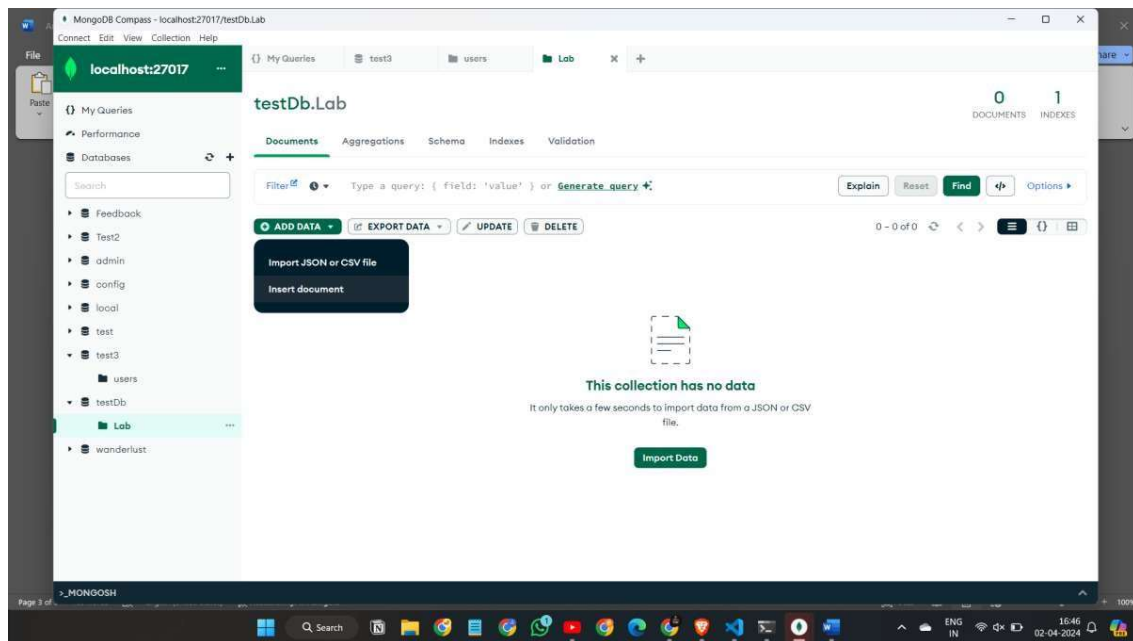 MongoDB Compass - localhost:27017/testDb.Lab
Connect Edit View Collection Help
File
Paste
localhost:27017 ...
{} My Queries
Performance
Databases
Search
Feedback
Test2
admin
config
local
test
test3
users
testDb
Lab ...
wanderlust
{} My Queries test3 users Lab
testDb.Lab
0 1
DOCUMENTS INDEXES
Documents Aggregations Schema Indexes Validation
Filter Type a query: { field: 'value' } or Generate query
Explain Reset Find </> Options
ADD DATA EXPORT DATA UPDATE DELETE
0 - 0 of 0 {}
Import JSON or CSV file
Insert document
This collection has no data
It only takes a few seconds to import data from a JSON or CSV
file.
Import Data
>_MONGOSH
Page 3 of
100%
Search
ENG
IN
16:46
02-04-2024